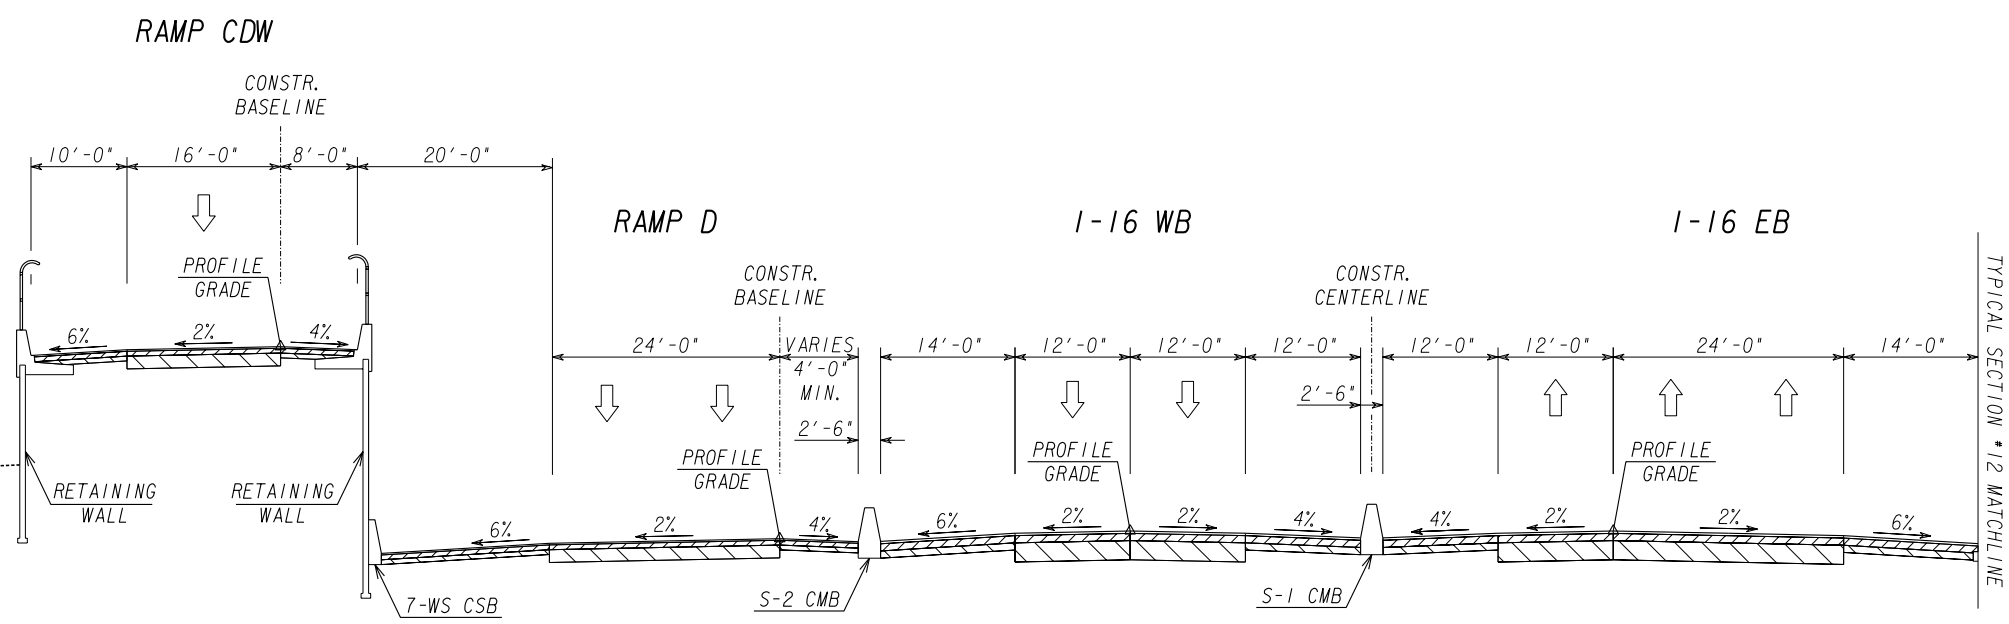 RAMP CDW
CONSTR.
BASELINE
10'-0"
16'-0"
8'-0"
20'-0"
RAMP D
I-16 WB
I-16 EB
PROFILE
GRADE
CONSTR.
BASELINE
CONSTR.
CENTERLINE
6%
2%
4%
24'-0"
VARIES
4'-0"
MIN.
14'-0"
12'-0"
12'-0"
12'-0"
12'-0"
12'-0"
24'-0"
14'-0"
2'-6"
2'-6"
PROFILE
GRADE
PROFILE
GRADE
PROFILE
GRADE
RETAINING
WALL
RETAINING
WALL
6%
2%
4%
6%
2%
2%
4%
4%
2%
2%
6%
7-WS CSB
S-2 CMB
S-1 CMB
TYPICAL SECTION #12 MATCHLINE